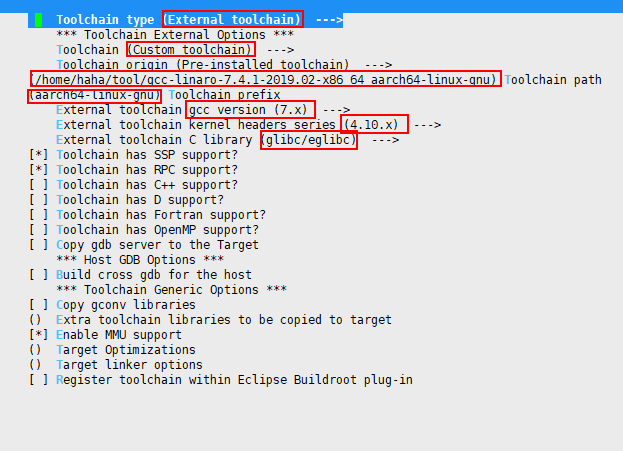 Toolchain type (External toolchain)  --->
*** Toolchain External Options ***
Toolchain (Custom toolchain)  --->
Toolchain origin (Pre-installed toolchain)  --->
(/home/haha/tool/gcc-linaro-7.4.1-2019.02-x86_64_aarch64-linux-gnu) Toolchain path
(aarch64-linux-gnu) Toolchain prefix
External toolchain gcc version (7.x)  --->
External toolchain kernel headers series (4.10.x)  --->
External toolchain C library (glibc/eglibc)  --->
[*] Toolchain has SSP support?
[*] Toolchain has RPC support?
[ ] Toolchain has C++ support?
[ ] Toolchain has D support?
[ ] Toolchain has Fortran support?
[ ] Toolchain has OpenMP support?
[ ] Copy gdb server to the Target
*** Host GDB Options ***
[ ] Build cross gdb for the host
*** Toolchain Generic Options ***
[ ] Copy gconv libraries
()  Extra toolchain libraries to be copied to target
[*] Enable MMU support
()  Target Optimizations
()  Target linker options
[ ] Register toolchain within Eclipse Buildroot plug-in